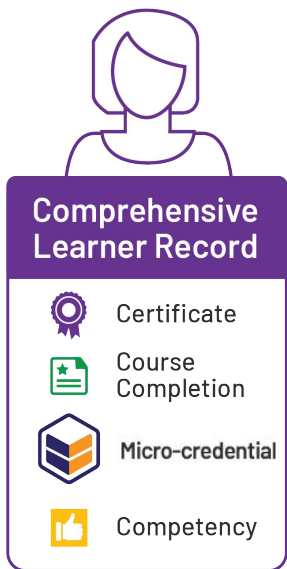 Comprehensive
Learner Record
Certificate
Course
Completion
Micro-credential
Competency